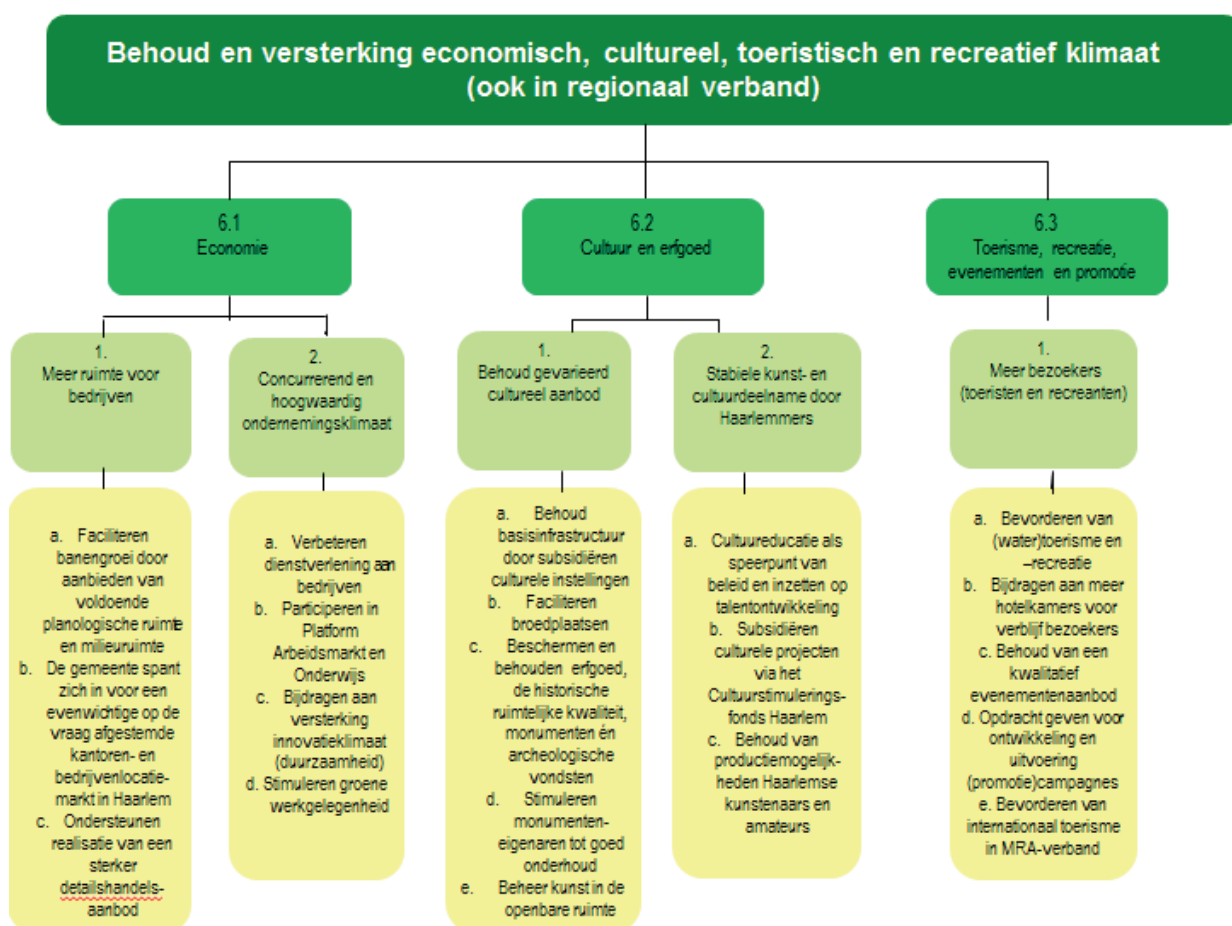 Behoud en versterking economisch, cultureel, toeristisch en recreatief klimaat
(ook in regionaal verband)
6.1
Economie
6.2
Cultuur en erfgoed
6.3
Toerisme, recreatie,
evenementen en promotie
1.
Meer ruimte voor
bedrijven
2.
Concurrerend en
hoogwaardig
ondernemingsklimaat
1.
Behoud gevarieerd
cultureel aanbod
2.
Stabiele kunst- en
cultuurdeelname door
Haarlemmers
1.
Meer bezoekers
(toeristen en recreanten)
a. Faciliteren
banengroei door
aanbieden van
voldoende
planologische ruimte
en milieuruimte
b. De gemeente spant
zich in voor een
evenwichtige op de
vraag afgestemde
kantoren- en
bedrijvenlocatie-
markt in Haarlem
c. Ondersteunen
realisatie van een
sterker
detailshandels-
aanbod
a. Verbeteren
dienstverlening aan
bedrijven
b. Participeren in
Platform
Arbeidsmarkt en
Onderwijs
c. Bijdragen aan
versterking
innovatieklimaat
(duurzaamheid)
d. Stimuleren groene
werkgelegenheid
a. Behoud
basisinfrastructuur
door subsidiëren
culturele instellingen
b. Faciliteren
broedplaatsen
c. Beschermen en
behouden erfgoed,
de historische
ruimtelijke kwaliteit,
monumenten én
archeologische
vondsten
d. Stimuleren
monumenten-
eigenaren tot goed
onderhoud
e. Beheer kunst in de
openbare ruimte
a. Cultuureducatie als
speerpunt van
beleid en inzetten op
talentontwikkeling
b. Subsidiëren
culturele projecten
via het
Cultuurstimulerings-
fonds Haarlem
c. Behoud van
productiemogelijk-
heden Haarlemse
kunstenaars en
amateurs
a. Bevorderen van
(water)toerisme en
–recreatie
b. Bijdragen aan meer
hotelkamers voor
verblijf bezoekers
c. Behoud van een
kwalitatief
evenementenaanbod
d. Opdracht geven voor
ontwikkeling en
uitvoering
(promotie)campagnes
e. Bevorderen van
internationaal toerisme
in MRA-verband